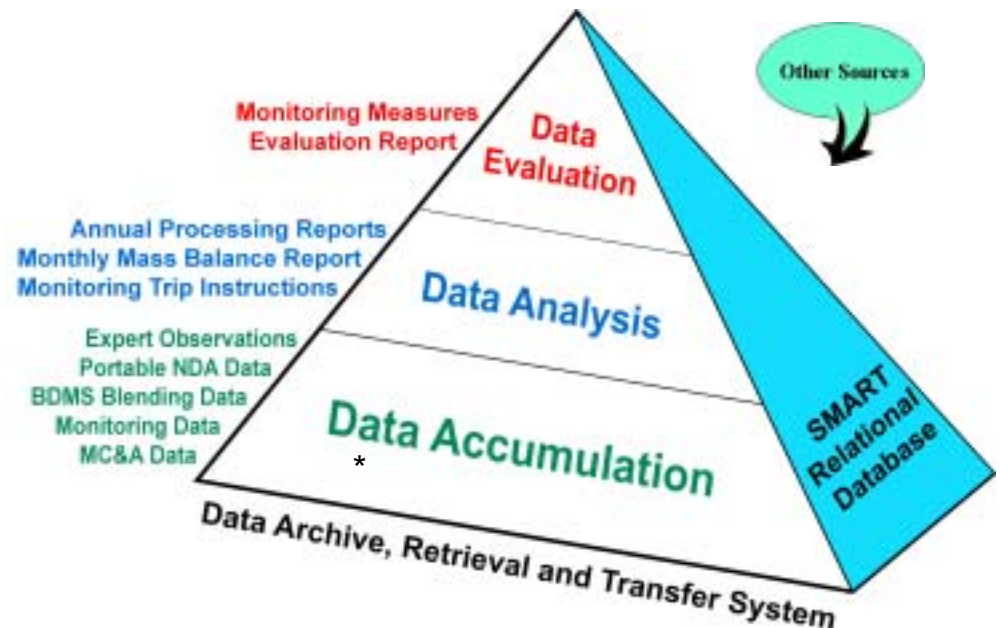 Other Sources
Monitoring Measures
Evaluation Report
Data
Evaluation
Annual Processing Reports
Monthly Mass Balance Report
Monitoring Trip Instructions
Data Analysis
Expert Observations
Portable NDA Data
BDMS Blending Data
Monitoring Data
MC&A Data
Data Accumulation
*
SMART
Relational
Database
Data Archive, Retrieval and Transfer System